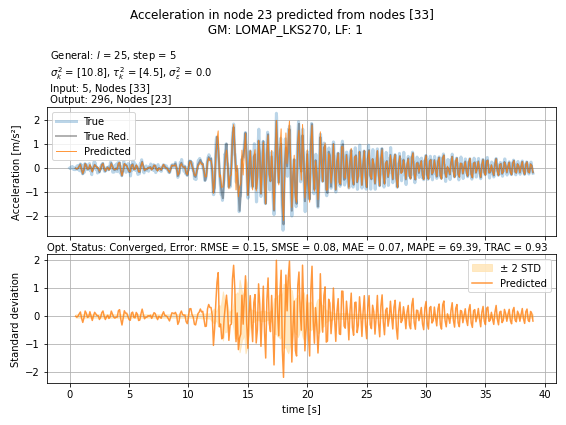 Acceleration in node 23 predicted from nodes [33]
GM: LOMAP_LKS270, LF: 1
General: l = 25, step = 5
σ²ₖ = [10.8], τ²ₖ = [4.5], σ²ε = 0.0
Input: 5, Nodes [33]
Output: 296, Nodes [23]
Acceleration [m/s²]
2
1
0
−1
−2
True
True Red.
Predicted
Opt. Status: Converged, Error: RMSE = 0.15, SMSE = 0.08, MAE = 0.07, MAPE = 69.39, TRAC = 0.93
Standard deviation
2
1
0
−1
−2
± 2 STD
Predicted
0 5 10 15 20 25 30 35 40
time [s]